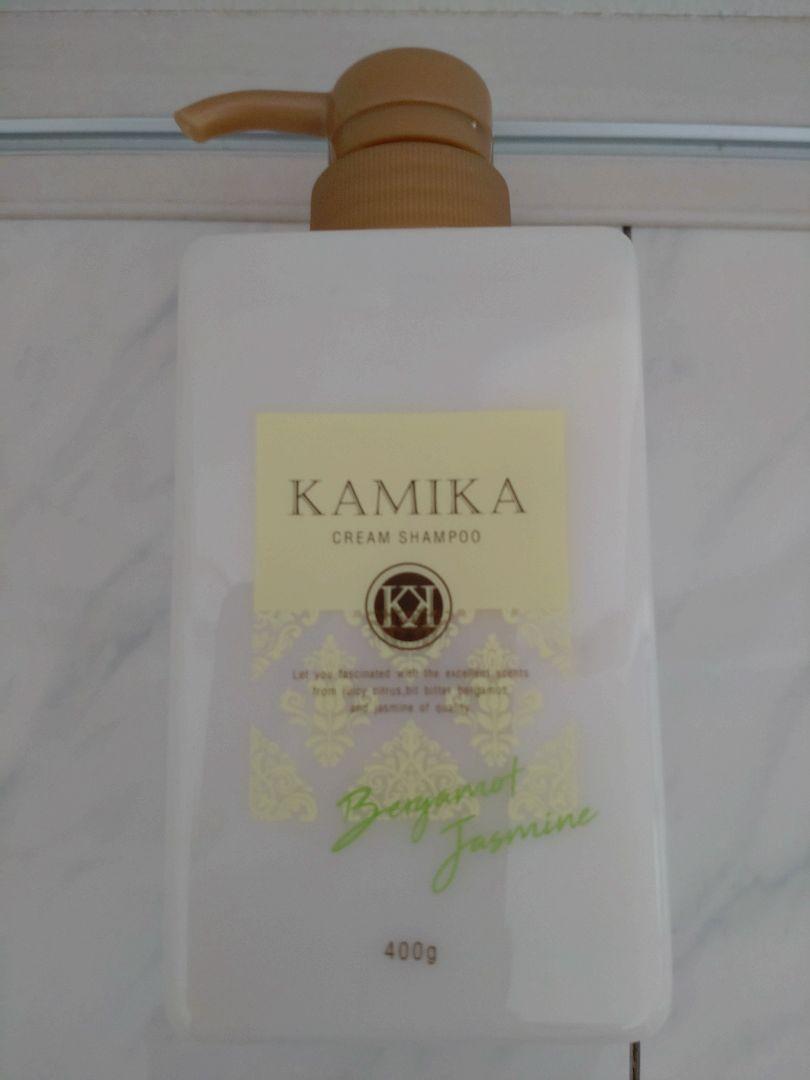 KAMIKA
CREAM SHAMPOO
KK
Let you fascinated with the excellent scents
from juicy citrus,bit bitter bergamot,
and jasmine of quality.
Bergamot
Jasmine
400g